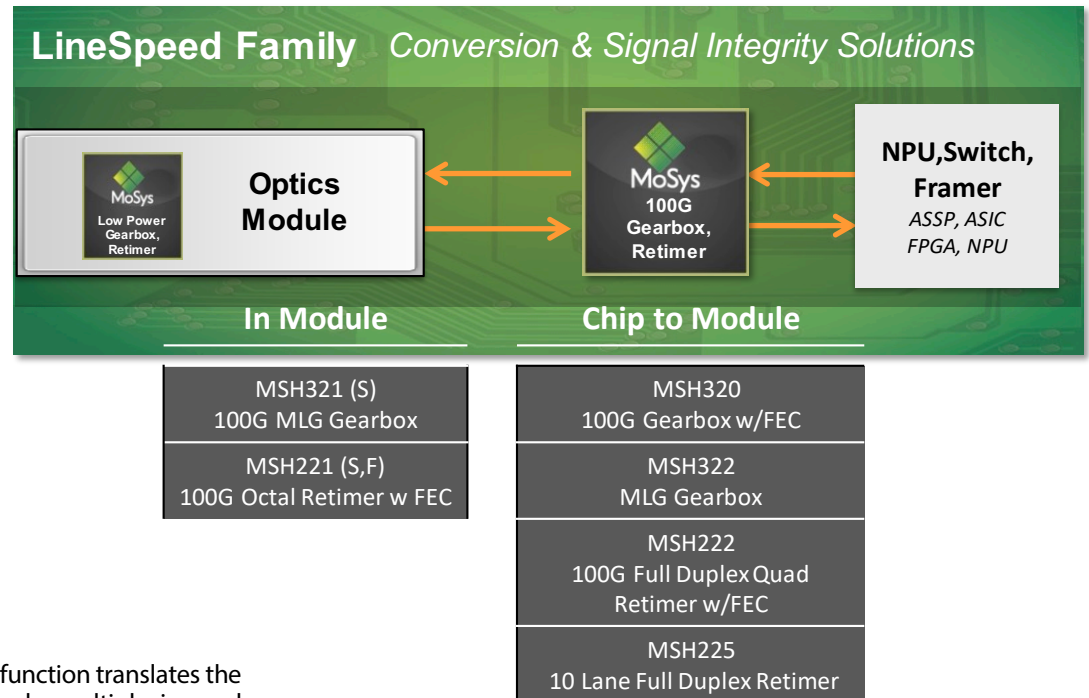 LineSpeed Family Conversion & Signal Integrity Solutions
MoSys
Low Power
Gearbox,
Retimer
Optics
Module
MoSys
100G
Gearbox,
Retimer
NPU,Switch,
Framer
ASSP, ASIC
FPGA, NPU
In Module
Chip to Module
MSH321 (S)
100G MLG Gearbox
MSH221 (S,F)
100G Octal Retimer w FEC
MSH320
100G Gearbox w/FEC
MSH322
MLG Gearbox
MSH222
100G Full Duplex Quad
Retimer w/FEC
MSH225
10 Lane Full Duplex Retimer
function translates the